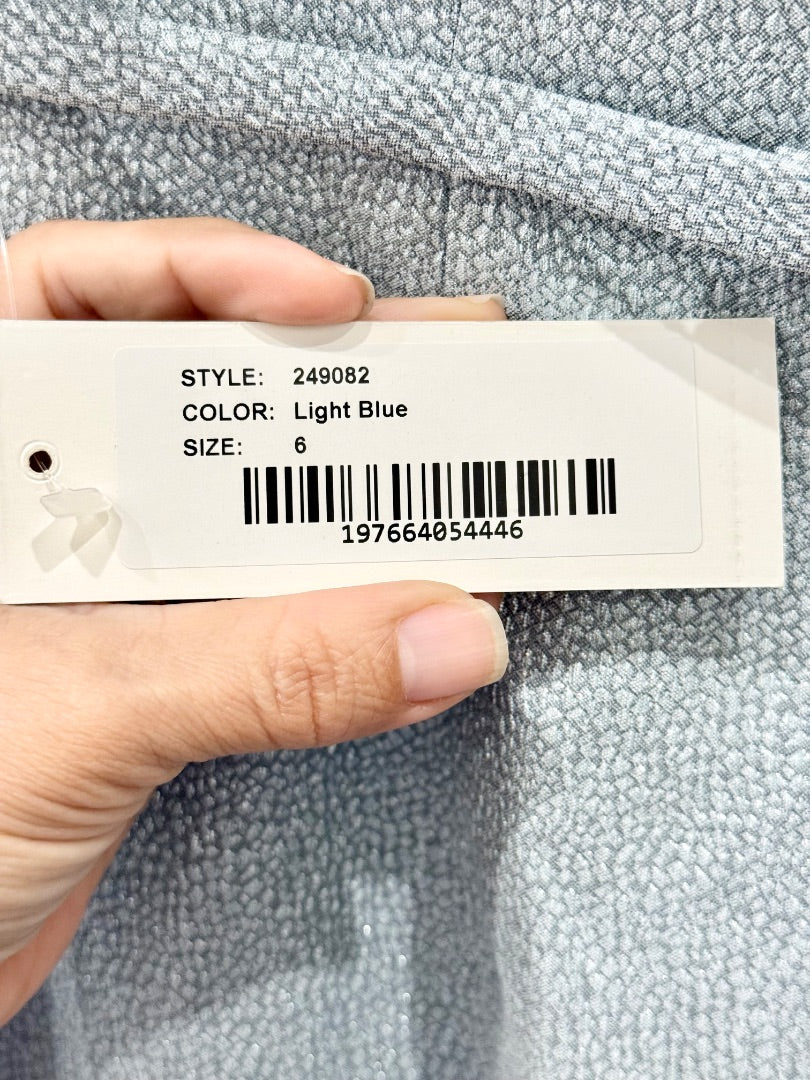 STYLE: 249082
COLOR: Light Blue
SIZE: 6
197664054446